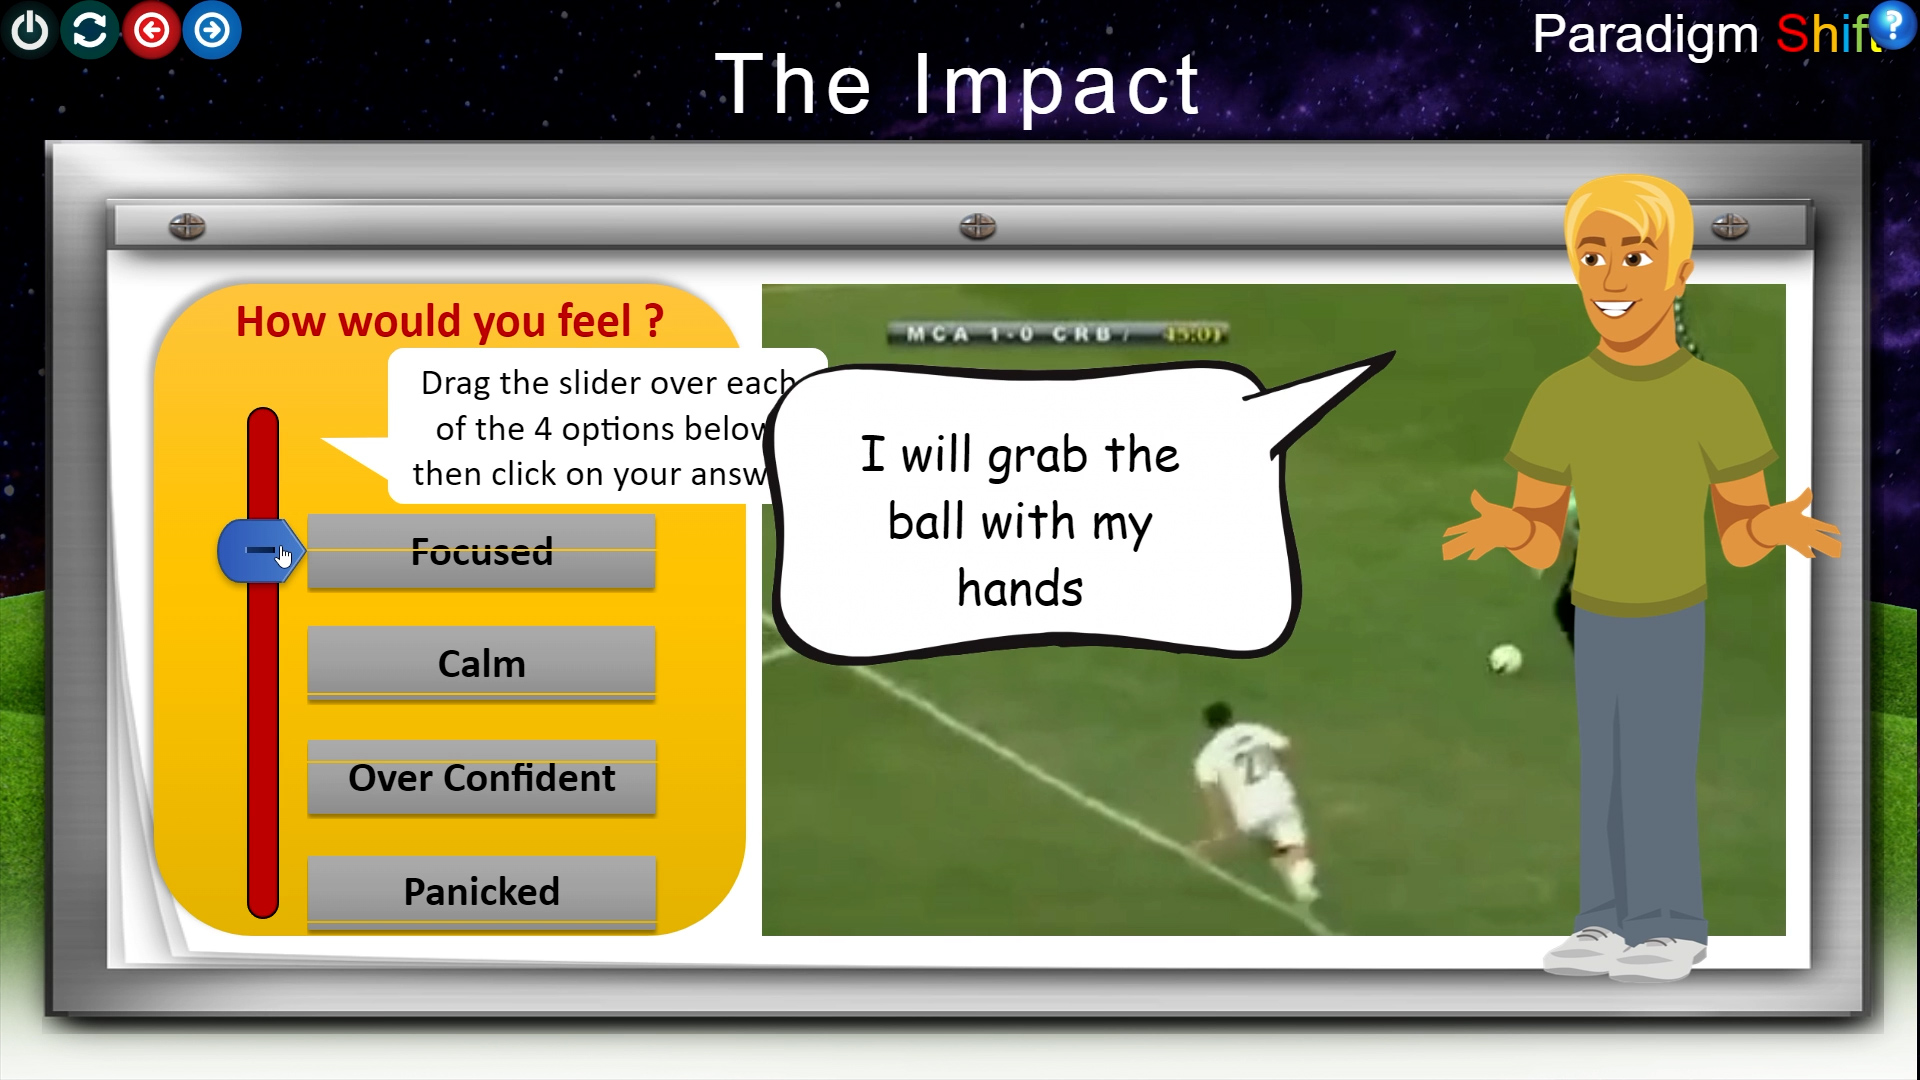 Paradigm Shift
The Impact
How would you feel ?
Drag the slider over each
of the 4 options below
then click on your answ
MCA 1-0 CRB 45:01
I will grab the
ball with my
hands
Focused
Calm
Over Confident
Panicked